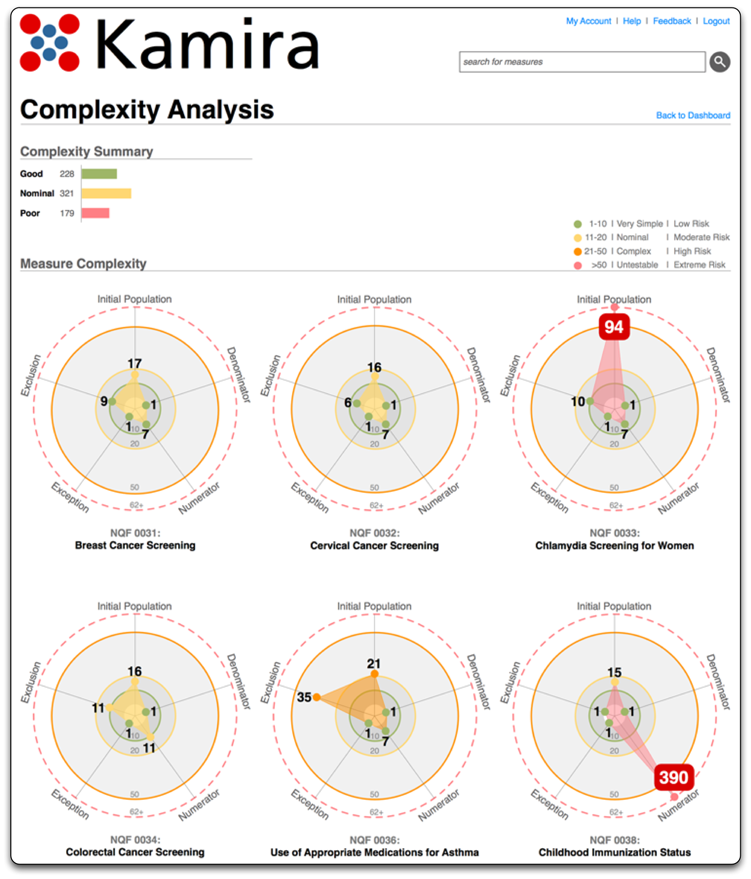 Kamira
My Account | Help | Feedback | Logout
search for measures
Complexity Analysis
Back to Dashboard
Complexity Summary
Good 228
Nominal 321
Poor 179
1-10 | Very Simple | Low Risk
11-20 | Nominal | Moderate Risk
21-50 | Complex | High Risk
>50 | Untestable | Extreme Risk
Measure Complexity
Initial Population
Exclusion
Denominator
17
9
1
1
7
10
20
50
62+
Exception
Numerator
NQF 0031:
Breast Cancer Screening
Initial Population
Exclusion
Denominator
16
6
1
1
7
10
20
50
62+
Exception
Numerator
NQF 0032:
Cervical Cancer Screening
Initial Population
Exclusion
Denominator
94
10
1
1
7
10
20
50
62+
Exception
Numerator
NQF 0033:
Chlamydia Screening for Women
Initial Population
Exclusion
Denominator
16
11
1
1
11
10
20
50
62+
Exception
Numerator
NQF 0034:
Colorectal Cancer Screening
Initial Population
Exclusion
Denominator
21
35
1
1
7
10
20
50
62+
Exception
Numerator
NQF 0036:
Use of Appropriate Medications for Asthma
Initial Population
Exclusion
Denominator
15
1
1
1
10
20
390
50
62+
Exception
Numerator
NQF 0038:
Childhood Immunization Status